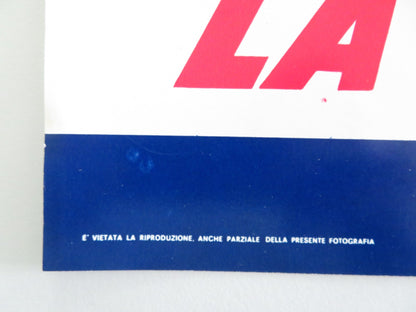 LA
E' VIETATA LA RIPRODUZIONE, ANCHE PARZIALE DELLA PRESENTE FOTOGRAFIA